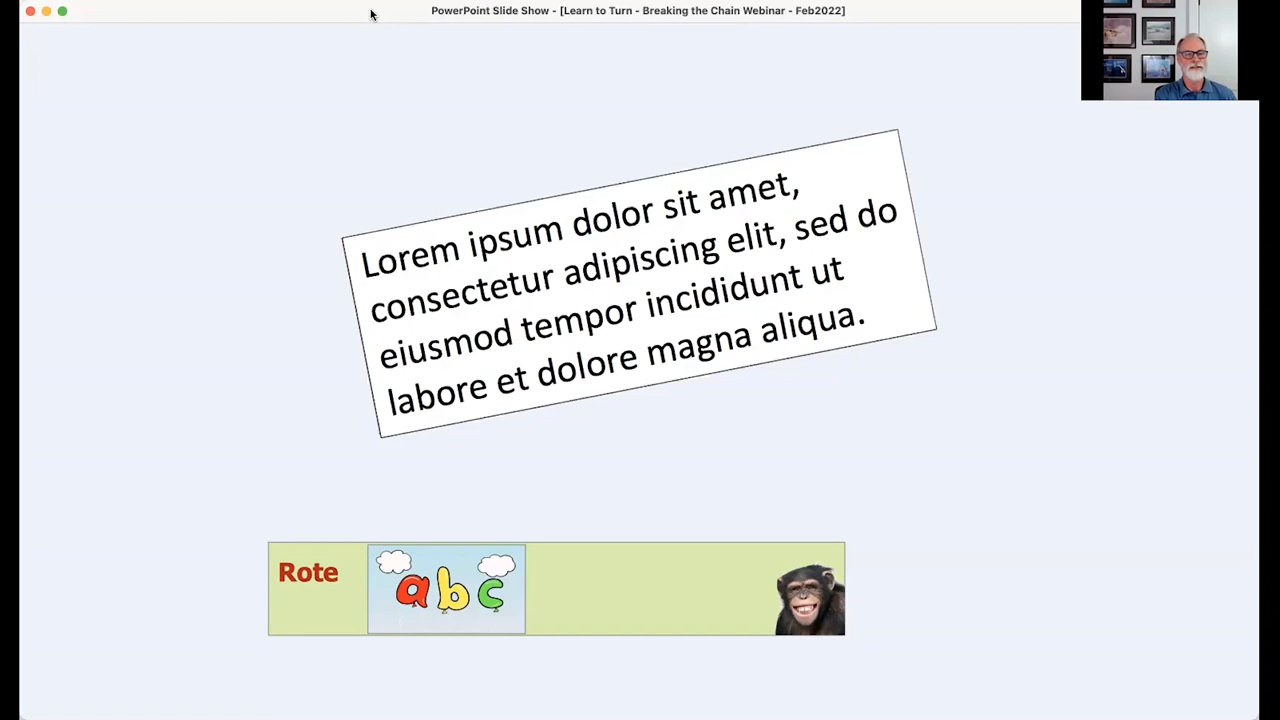 PowerPoint Slide Show - [Learn to Turn - Breaking the Chain Webinar - Feb2022]
Lorem ipsum dolor sit amet,
consectetur adipiscing elit, sed do
eiusmod tempor incididunt ut
labore et dolore magna aliqua.
Rote
abc